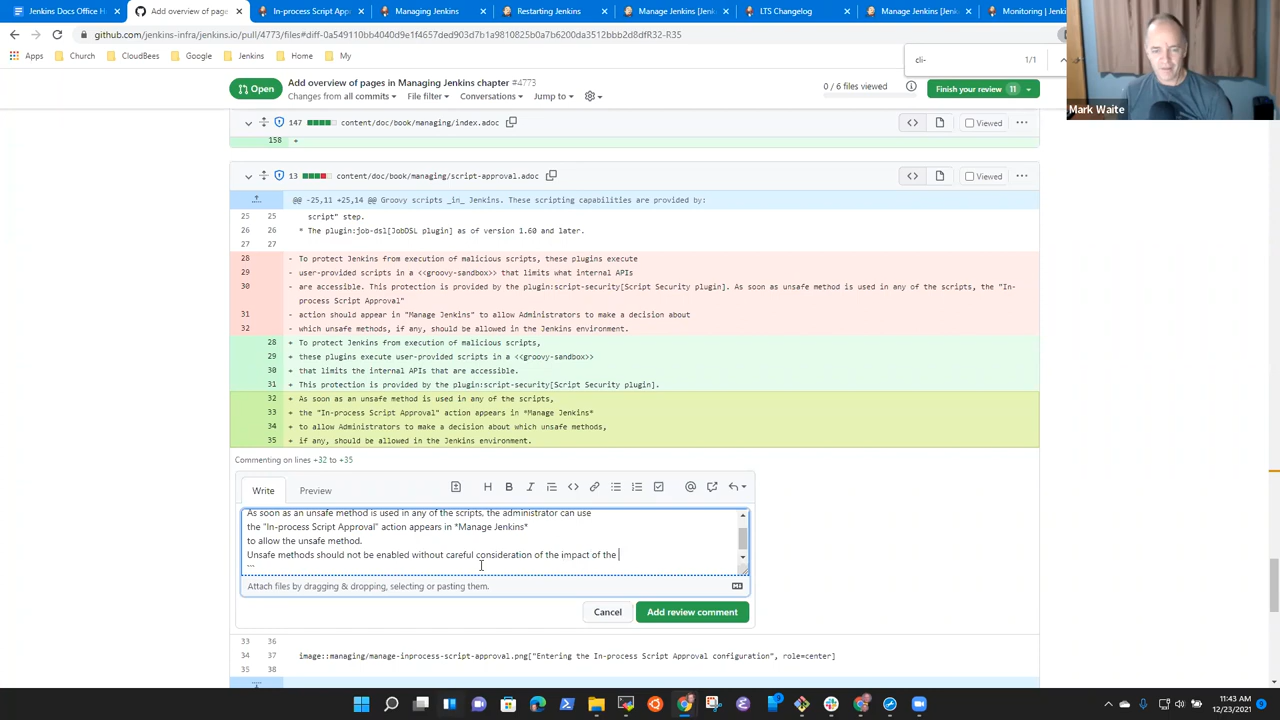 Jenkins Docs Office H
Add overview of page
In-process Script App
Managing Jenkins
Restarting Jenkins
Manage Jenkins [Jenk
LTS Changelog
Manage Jenkins [Jenk
Monitoring | Jenk
github.com/jenkins-infra/jenkins.io/pull/4773/files#diff-0a549110bb4040d9e1f4657ded903d7b1a9810825b0a7b6200da3512bbb2d8dfR32-R35
Apps
Church
CloudBees
Google
Jenkins
Home
My
cli-
1/1
Mark Waite
Open
Add overview of pages in Managing Jenkins chapter #4773
Changes from all commits
File filter
Conversations
Jump to
0 / 6 files viewed
Finish your review 11
147 content/doc/book/managing/index.adoc
Viewed
158 +
13 content/doc/book/managing/script-approval.adoc
Viewed
@@ -25,11 +25,14 @@ Groovy scripts _in_ Jenkins. These scripting capabilities are provided by:
25 25 script" step.
26 26 * The plugin:job-dsl[JobDSL plugin] as of version 1.60 and later.
27 27
28 - To protect Jenkins from execution of malicious scripts, these plugins execute
29 - user-provided scripts in a <<groovy-sandbox>> that limits what internal APIs
30 - are accessible. This protection is provided by the plugin:script-security[Script Security plugin]. As soon as unsafe method is used in any of the scripts, the "In-
process Script Approval"
31 - action should appear in "Manage Jenkins" to allow Administrators to make a decision about
32 - which unsafe methods, if any, should be allowed in the Jenkins environment.
28 + To protect Jenkins from execution of malicious scripts,
29 + these plugins execute user-provided scripts in a <<groovy-sandbox>>
30 + that limits the internal APIs that are accessible.
31 + This protection is provided by the plugin:script-security[Script Security plugin].
32 + As soon as an unsafe method is used in any of the scripts,
33 + the "In-process Script Approval" action appears in *Manage Jenkins*
34 + to allow Administrators to make a decision about which unsafe methods,
35 + if any, should be allowed in the Jenkins environment.
Commenting on lines +32 to +35
Write
Preview
As soon as an unsafe method is used in any of the scripts, the administrator can use
the "In-process Script Approval" action appears in *Manage Jenkins*
to allow the unsafe method.
Unsafe methods should not be enabled without careful consideration of the impact of the
```
Attach files by dragging & dropping, selecting or pasting them.
Cancel
Add review comment
33 36
34 37 image::managing/manage-inprocess-script-approval.png["Entering the In-process Script Approval configuration", role=center]
35 38
11:43 AM
12/23/2021